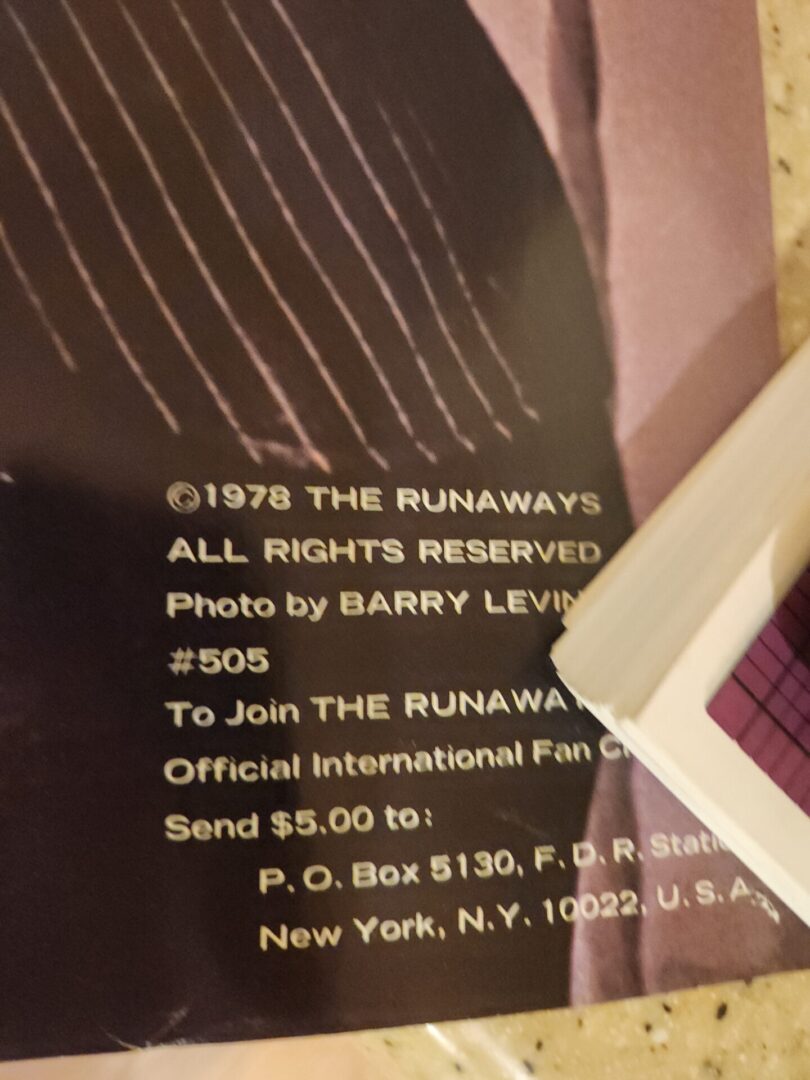 ©1978 THE RUNAWAYS
ALL RIGHTS RESERVED
Photo by BARRY
#505
To Join THE
Official International Fan
Send $5.00 to:
P. O. Box 5130, F. D. R.
New York, N.Y. 10022, U. S. A.